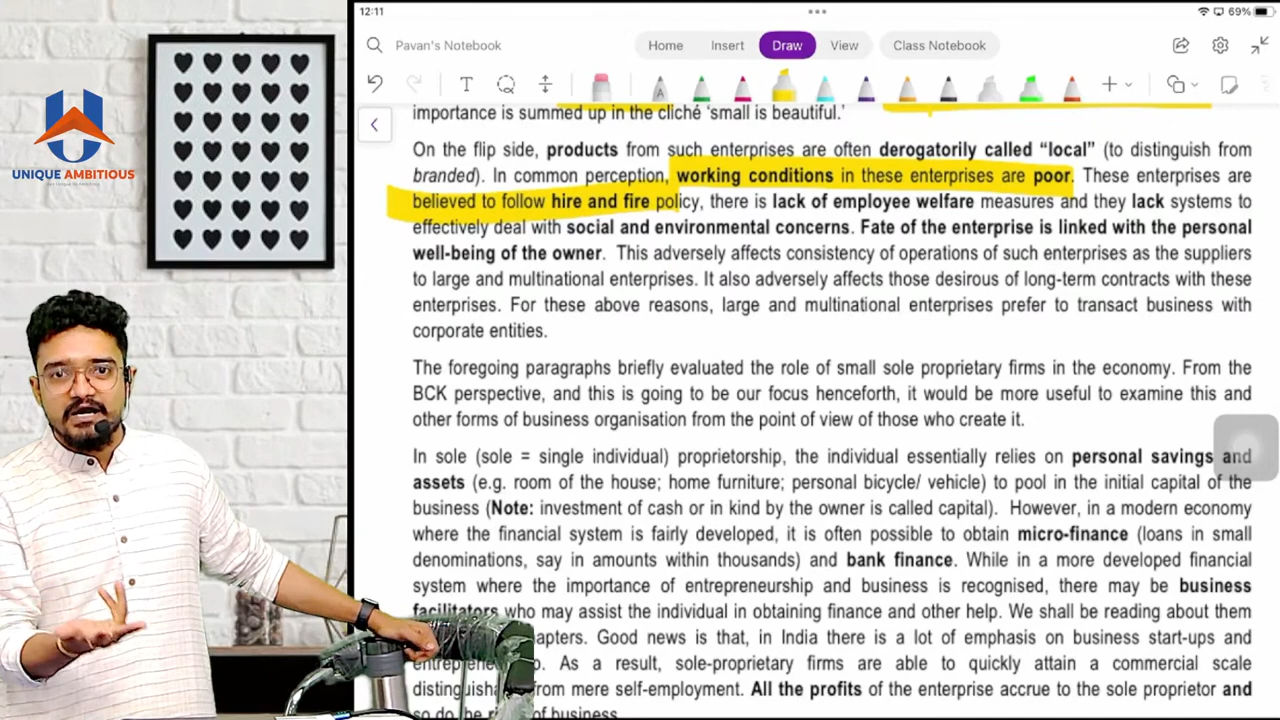 UNIQUE AMBITIOUS
12:11
69%
Pavan's Notebook
Home
Insert
Draw
View
Class Notebook
importance is summed up in the cliché ‘small is beautiful.’
On the flip side, products from such enterprises are often derogatorily called “local” (to distinguish from
branded). In common perception, working conditions in these enterprises are poor. These enterprises are
believed to follow hire and fire policy, there is lack of employee welfare measures and they lack systems to
effectively deal with social and environmental concerns. Fate of the enterprise is linked with the personal
well-being of the owner. This adversely affects consistency of operations of such enterprises as the suppliers
to large and multinational enterprises. It also adversely affects those desirous of long-term contracts with these
enterprises. For these above reasons, large and multinational enterprises prefer to transact business with
corporate entities.
The foregoing paragraphs briefly evaluated the role of small sole proprietary firms in the economy. From the
BCK perspective, and this is going to be our focus henceforth, it would be more useful to examine this and
other forms of business organisation from the point of view of those who create it.
In sole (sole = single individual) proprietorship, the individual essentially relies on personal savings and
assets (e.g. room of the house; home furniture; personal bicycle/ vehicle) to pool in the initial capital of the
business (Note: investment of cash or in kind by the owner is called capital). However, in a modern economy
where the financial system is fairly developed, it is often possible to obtain micro-finance (loans in small
denominations, say in amounts within thousands) and bank finance. While in a more developed financial
system where the importance of entrepreneurship and business is recognised, there may be business
facilitators who may assist the individual in obtaining finance and other help. We shall be reading about them
apters. Good news is that, in India there is a lot of emphasis on business start-ups and
entreprene p. As a result, sole-proprietary firms are able to quickly attain a commercial scale
distinguisha from mere self-employment. All the profits of the enterprise accrue to the sole proprietor and
so do the of business.